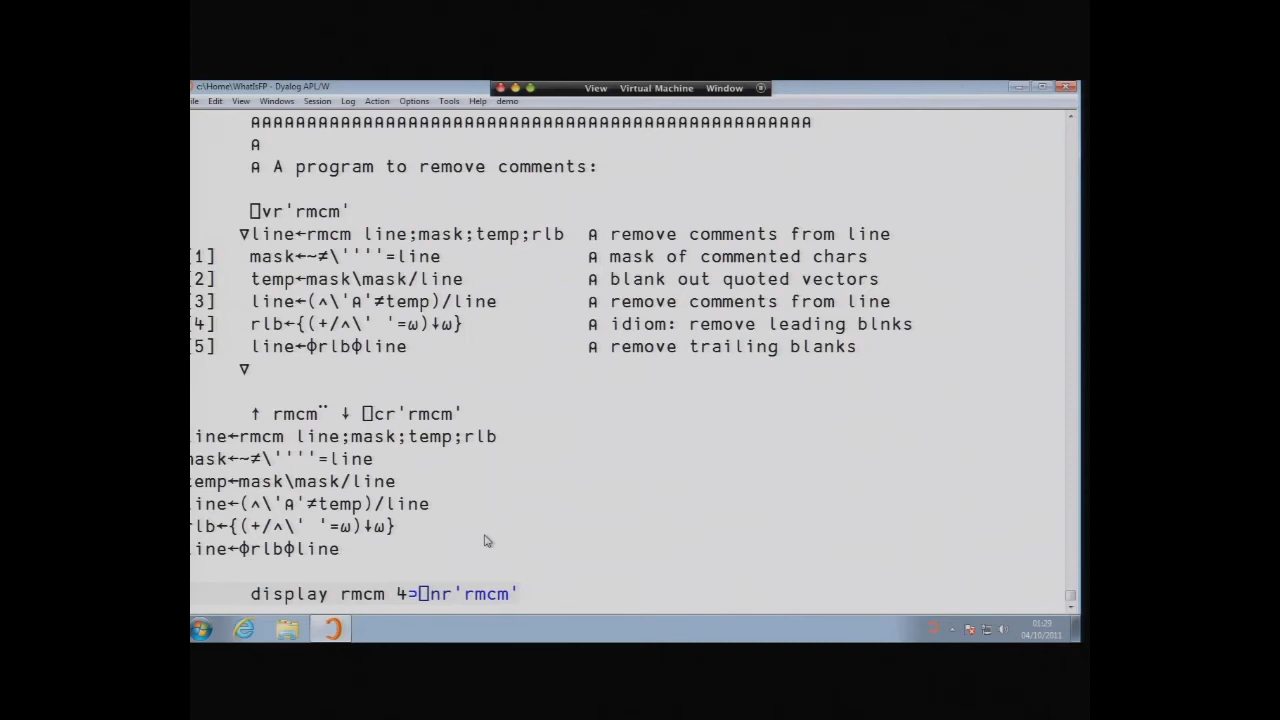 c:\Home\WhatIsFP - Dyalog APL/W
View Virtual Machine Window
Edit View Windows Session Log Action Options Tools Help demo
⍝⍝⍝⍝⍝⍝⍝⍝⍝⍝⍝⍝⍝⍝⍝⍝⍝⍝⍝⍝⍝⍝⍝⍝⍝⍝⍝⍝⍝⍝⍝⍝⍝⍝⍝⍝⍝⍝⍝⍝⍝⍝⍝⍝⍝⍝⍝⍝⍝⍝
⍝
⍝ A program to remove comments:
⎕vr'rmcm'
∇line←rmcm line;mask;temp;rlb ⍝ remove comments from line
[1] mask←~≠\''''=line ⍝ mask of commented chars
[2] temp←mask\mask/line ⍝ blank out quoted vectors
[3] line←(^\'⍝'≠temp)/line ⍝ remove comments from line
[4] rlb←{(+/^\' '=⍵)↓⍵} ⍝ idiom: remove leading blnks
[5] line←⌽rlb⌽line ⍝ remove trailing blanks
∇
↑ rmcm¨ ↓ ⎕cr'rmcm'
line←rmcm line;mask;temp;rlb
mask←~≠\''''=line
temp←mask\mask/line
line←(^\'⍝'≠temp)/line
rlb←{(+/^\' '=⍵)↓⍵}
line←⌽rlb⌽line
display rmcm 4⊃⎕nr'rmcm'
01:29
04/10/2011